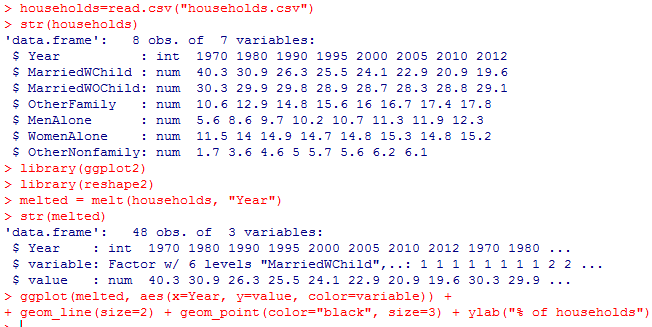 > households=read.csv("households.csv")
> str(households)
'data.frame':   8 obs. of  7 variables:
 $ Year          : int  1970 1980 1990 1995 2000 2005 2010 2012
 $ MarriedWChild : num  40.3 30.9 26.3 25.5 24.1 22.9 20.9 19.6
 $ MarriedWOChild: num  30.3 29.9 29.8 28.9 28.7 28.3 28.8 29.1
 $ OtherFamily   : num  10.6 12.9 14.8 15.6 16 16.7 17.4 17.8
 $ MenAlone      : num  5.6 8.6 9.7 10.2 10.7 11.3 11.9 12.3
 $ WomenAlone    : num  11.5 14 14.9 14.7 14.8 15.3 14.8 15.2
 $ OtherNonfamily: num  1.7 3.6 4.6 5 5.7 5.6 6.2 6.1
> library(ggplot2)
> library(reshape2)
> melted = melt(households, "Year")
> str(melted)
'data.frame':   48 obs. of  3 variables:
 $ Year    : int  1970 1980 1990 1995 2000 2005 2010 2012 1970 1980 ...
 $ variable: Factor w/ 6 levels "MarriedWChild",..: 1 1 1 1 1 1 1 1 2 2 ...
 $ value   : num  40.3 30.9 26.3 25.5 24.1 22.9 20.9 19.6 30.3 29.9 ...
> ggplot(melted, aes(x=Year, y=value, color=variable)) +
+ geom_line(size=2) + geom_point(color="black", size=3) + ylab("% of households")
>